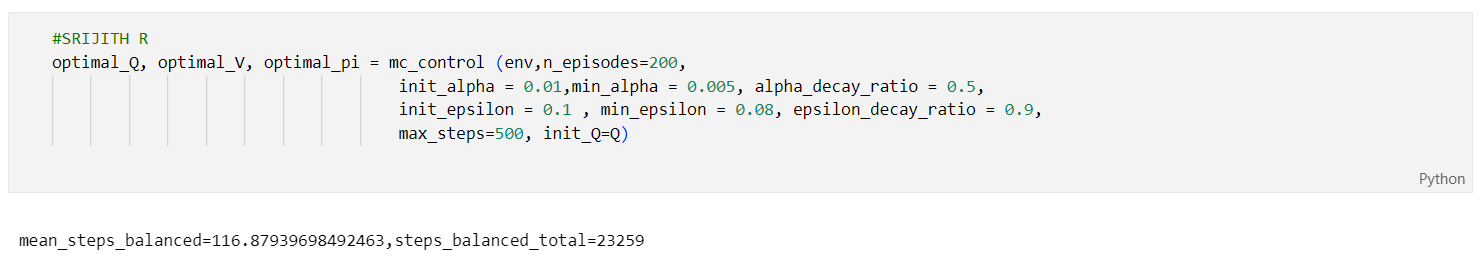 #SRIJITH R
optimal_Q, optimal_V, optimal_pi = mc_control (env,n_episodes=200,
init_alpha = 0.01,min_alpha = 0.005, alpha_decay_ratio = 0.5,
init_epsilon = 0.1 , min_epsilon = 0.08, epsilon_decay_ratio = 0.9,
max_steps=500, init_Q=Q)
Python
mean_steps_balanced=116.87939698492463,steps_balanced_total=23259